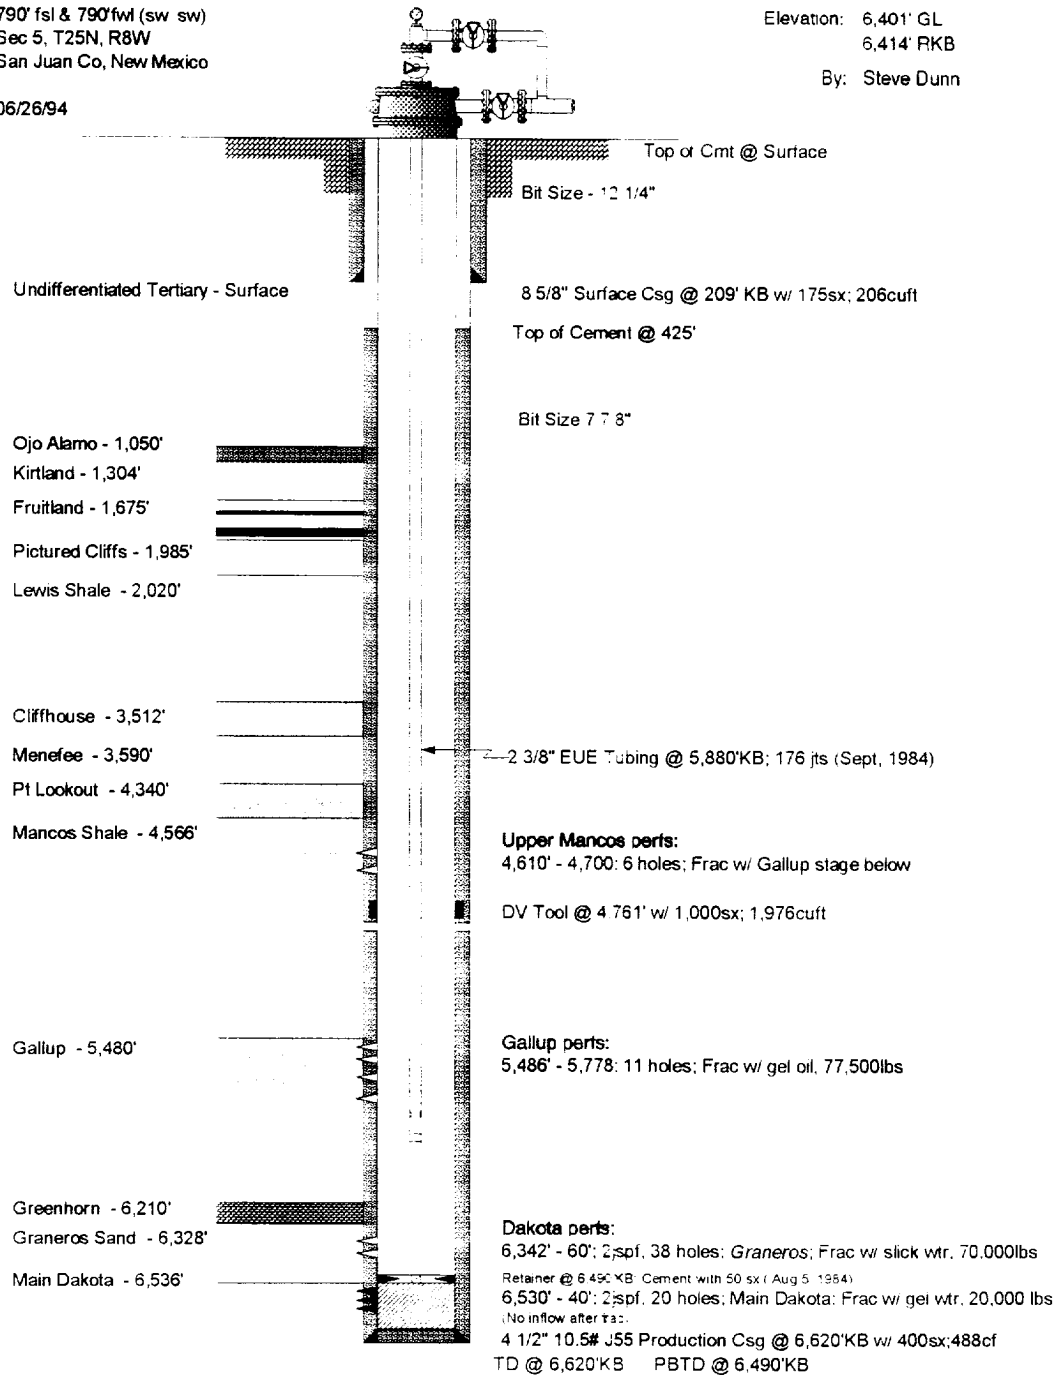 790' fsl & 790'fwl (sw sw)
Sec 5, T25N, R8W
San Juan Co, New Mexico
06/26/94
Elevation: 6,401' GL
6,414' RKB
By: Steve Dunn
Top of Cmt @ Surface
Bit Size - 12 1/4"
Undifferentiated Tertiary - Surface
8 5/8" Surface Csg @ 209' KB w/ 175sx; 206cuft
Top of Cement @ 425'
Bit Size 7 7 8"
Ojo Alamo - 1,050'
Kirtland - 1,304'
Fruitland - 1,675'
Pictured Cliffs - 1,985'
Lewis Shale - 2,020'
Cliffhouse - 3,512'
Menefee - 3,590'
2 3/8" EUE Tubing @ 5,880'KB; 176 jts (Sept, 1984)
Pt Lookout - 4,340'
Mancos Shale - 4,566'
Upper Mancos perfs:
4,610' - 4,700: 6 holes; Frac w/ Gallup stage below
DV Tool @ 4,761' w/ 1,000sx; 1,976cuft
Gallup - 5,480'
Gallup perfs:
5,486' - 5,778: 11 holes; Frac w/ gel oil, 77,500lbs
Greenhorn - 6,210'
Graneros Sand - 6,328'
Main Dakota - 6,536'
Dakota perfs:
6,342' - 60'; 2 spf, 38 holes; Graneros; Frac w/ slick wtr, 70,000lbs
Retainer @ 6,490'KB: Cement with 50 sx (Aug 5, 1984)
6,530' - 40'; 2 spf, 20 holes; Main Dakota: Frac w/ gel wtr, 20,000 lbs
(No inflow after frac.
4 1/2" 10.5# J55 Production Csg @ 6,620'KB w/ 400sx;488cf
TD @ 6,620'KB PBTD @ 6,490'KB